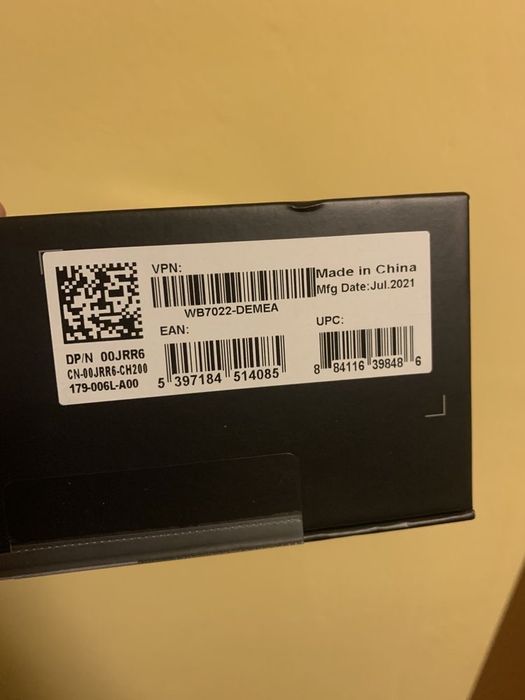 VPN:
WB7022-DEMEA
Made in China
Mfg Date:Jul.2021
EAN:
5 397184 514085
UPC:
8 84116 39848 6
DP/N 00JRR6
CN-00JRR6-CH200
179-006L-A00